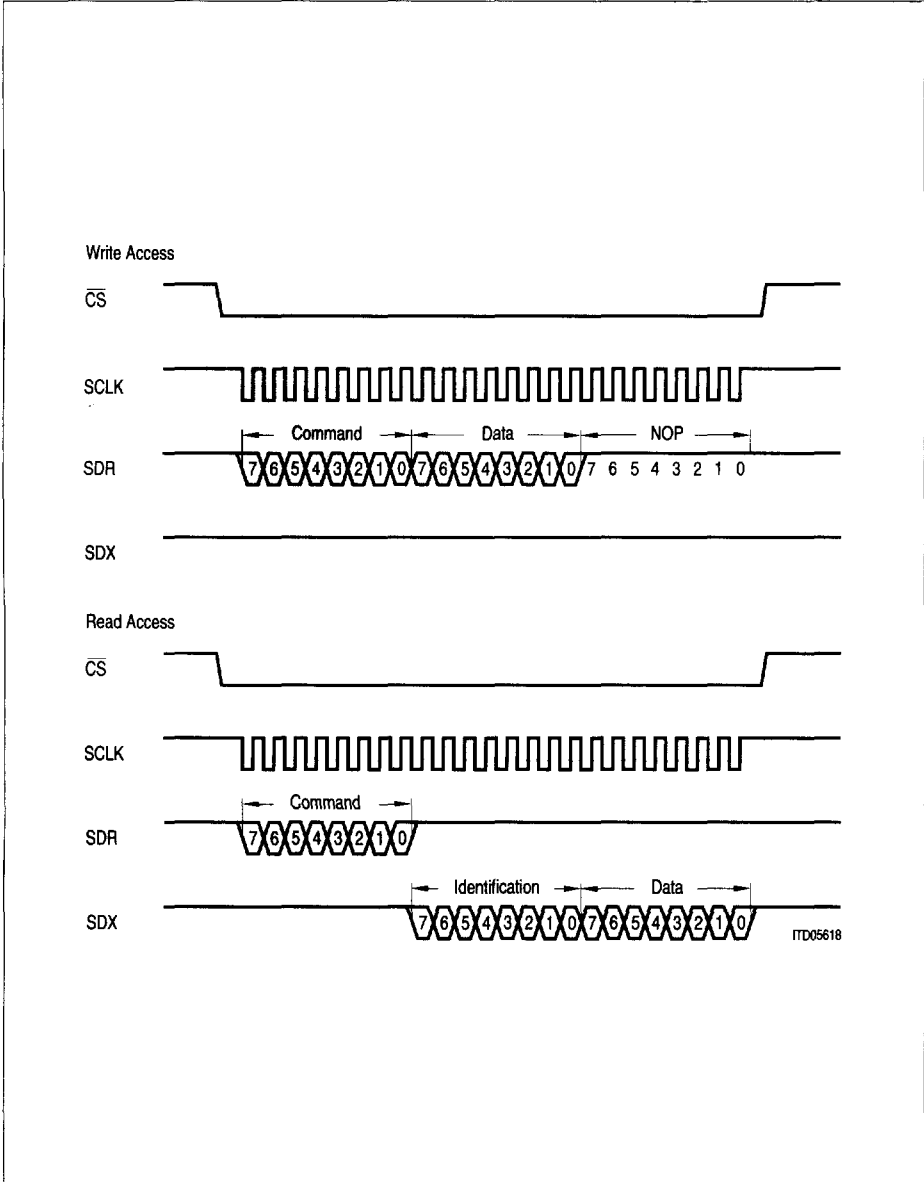 Write Access
CS
SCLK
Command Data NOP
SDR 7 6 5 4 3 2 1 0 7 6 5 4 3 2 1 0 7 6 5 4 3 2 1 0
SDX
Read Access
CS
SCLK
Command
SDR 7 6 5 4 3 2 1 0
Identification Data
SDX 7 6 5 4 3 2 1 0 7 6 5 4 3 2 1 0
ITD05618